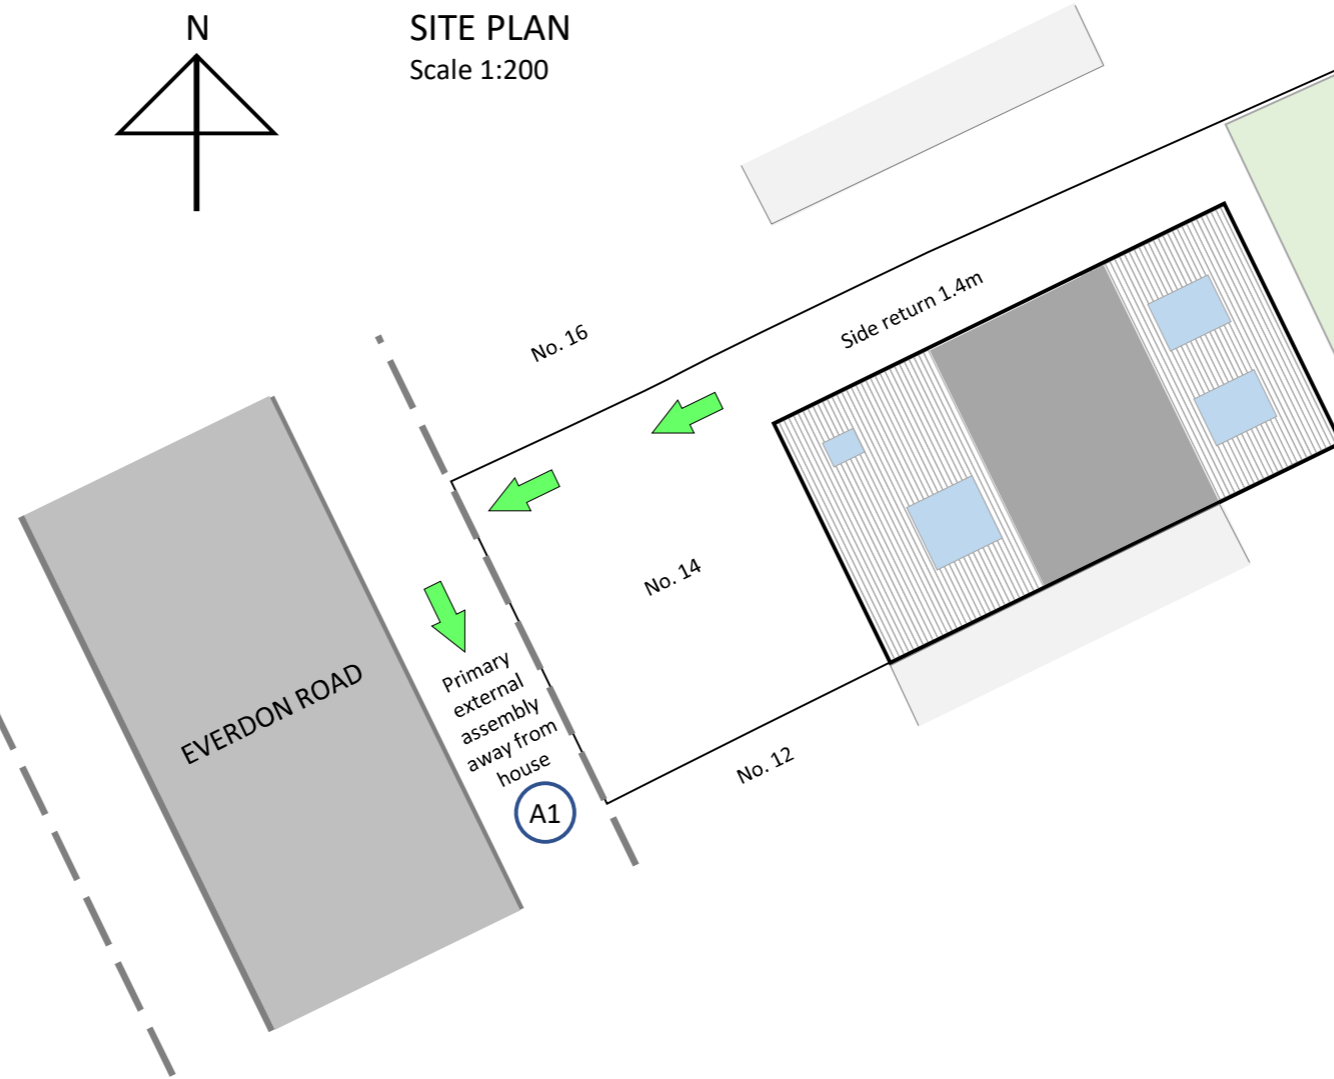 N
SITE PLAN
Scale 1:200
Side return 1.4m
No. 16
No. 14
EVERDON ROAD
Primary
external
assembly
away from
house
A1
No. 12